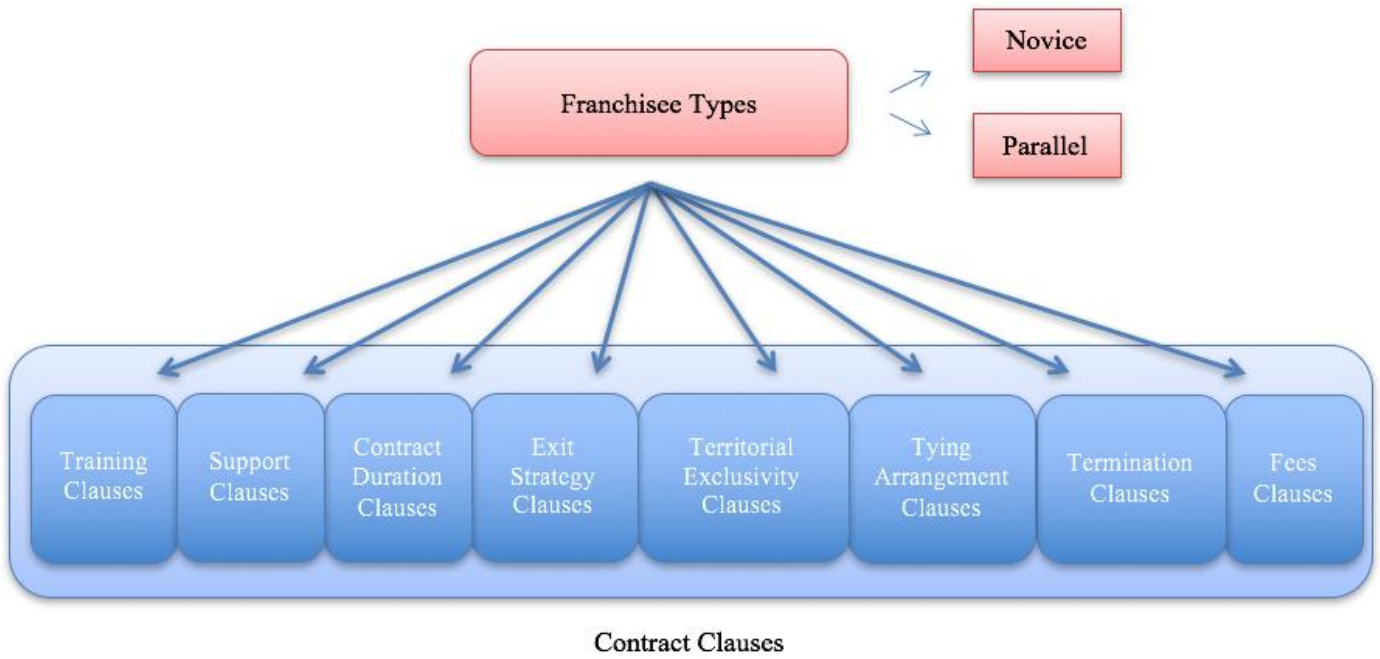 Novice
Franchisee Types
Parallel
Training
Clauses
Support
Clauses
Contract
Duration
Clauses
Exit
Strategy
Clauses
Territorial
Exclusivity
Clauses
Tying
Arrangement
Clauses
Termination
Clauses
Fees
Clauses
Contract Clauses